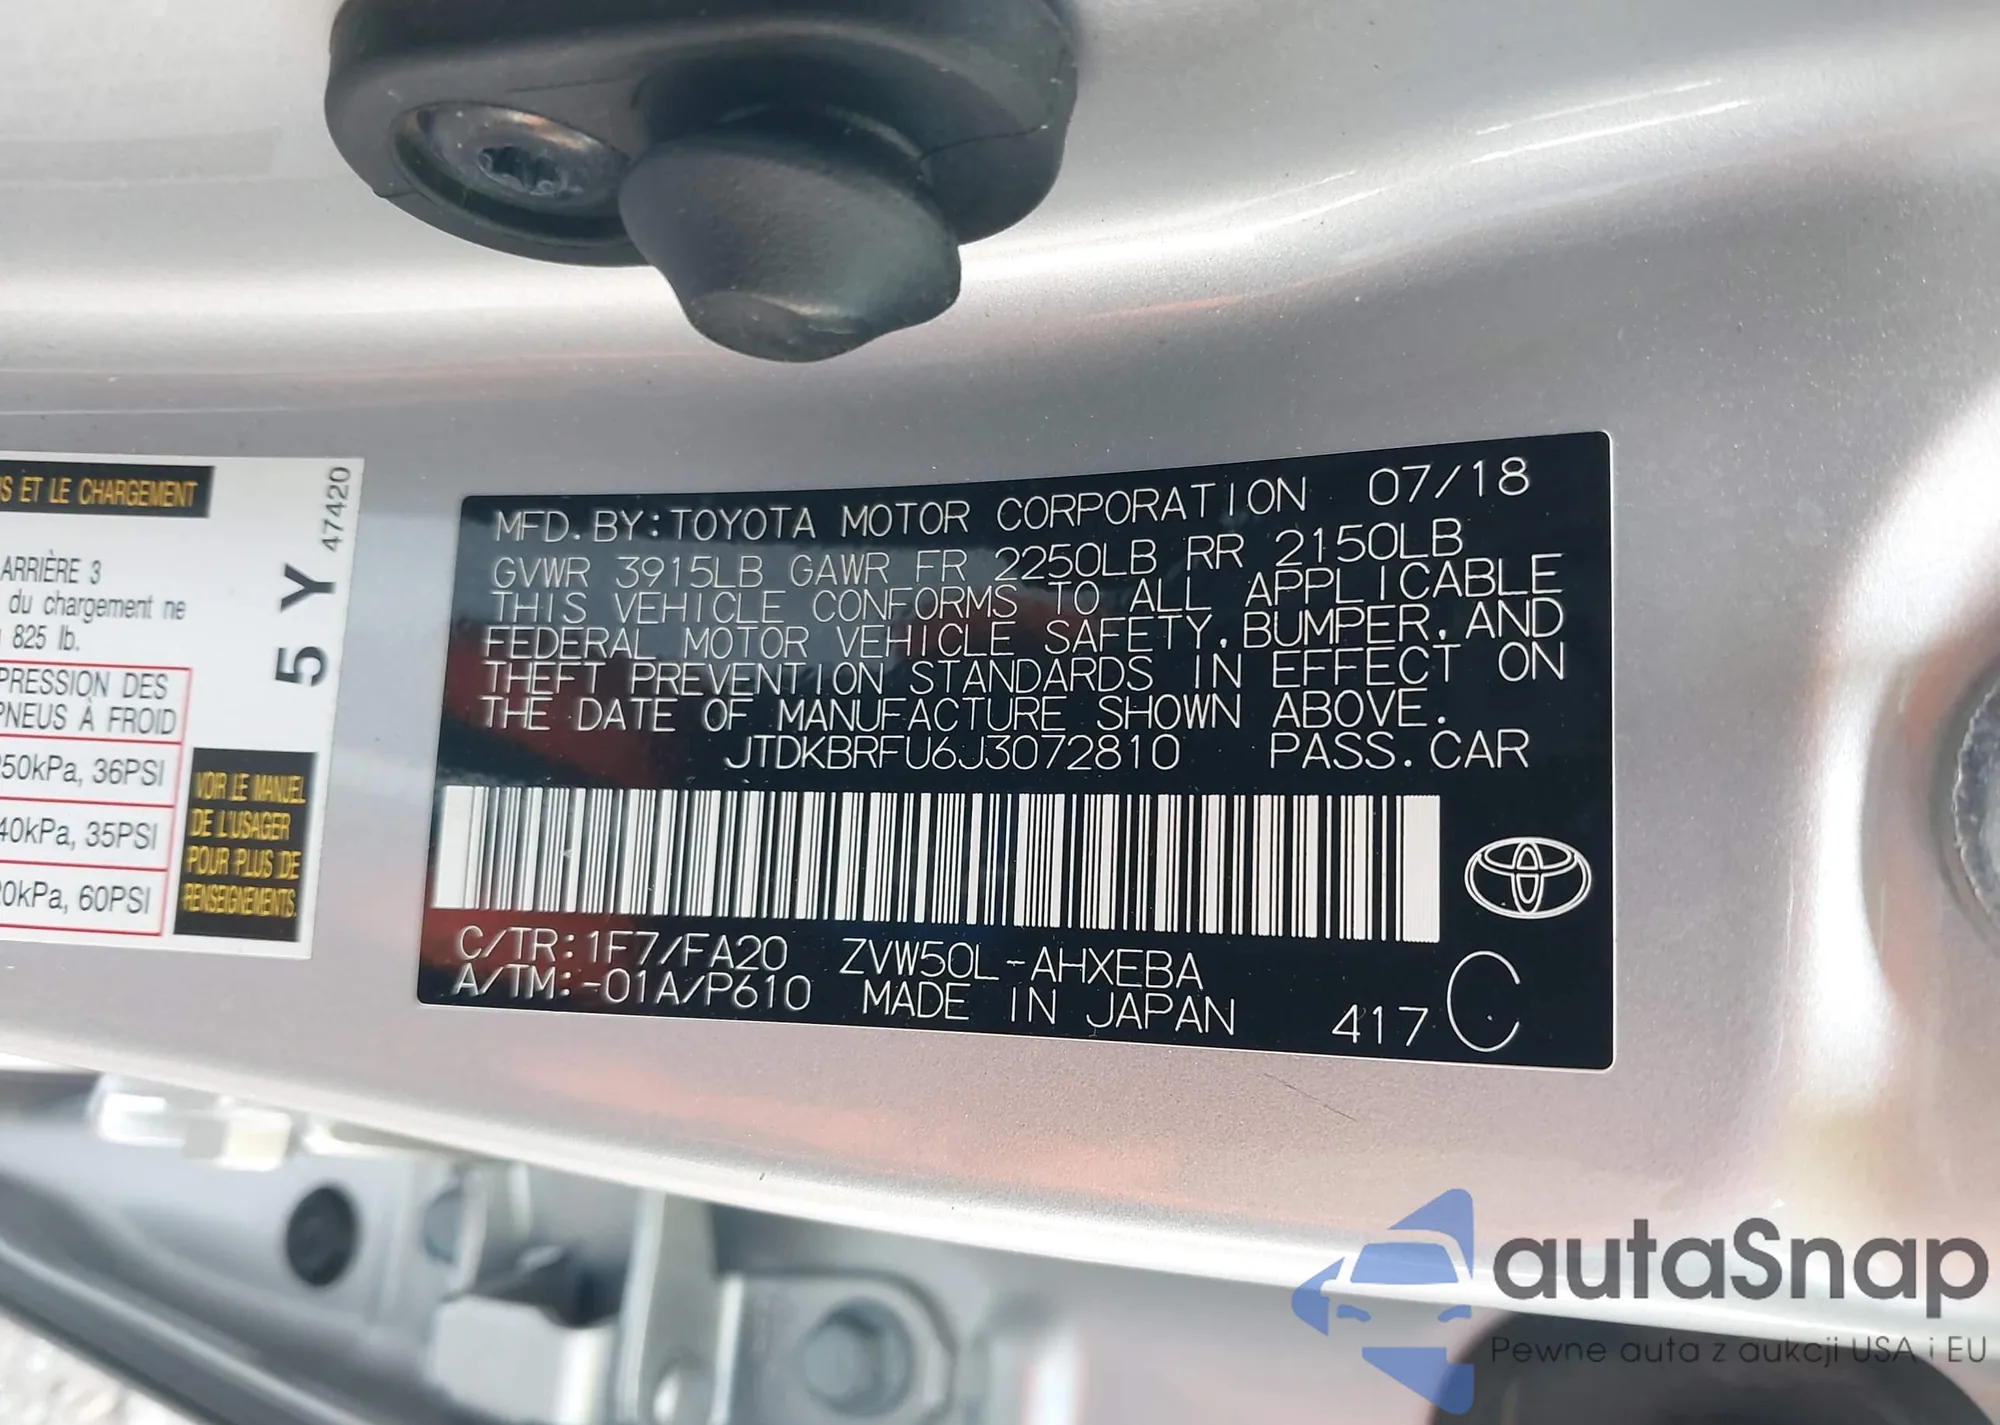 S ET LE CHARGEMENT
ARRIÈRE 3
du chargement ne
825 lb.
PRESSION DES
PNEUS À FROID
250kPa, 36PSI
40kPa, 35PSI
0kPa, 60PSI
VOIR LE MANUEL
DE L'USAGER
POUR PLUS DE
RENSEIGNEMENTS.
5Y 47420
MFD. BY: TOYOTA MOTOR CORPORATION 07/18
GVWR 3915LB GAWR FR 2250LB RR 2150LB
THIS VEHICLE CONFORMS TO ALL APPLICABLE
FEDERAL MOTOR VEHICLE SAFETY, BUMPER, AND
THEFT PREVENTION STANDARDS IN EFFECT ON
THE DATE OF MANUFACTURE SHOWN ABOVE.
JTDKBRFU6J3072810 PASS. CAR
C/TR: 1F7/FA20 ZVW50L-AHXEBA
A/TM: -01A/P610 MADE IN JAPAN 417 C
autaSnap
Pewne auta z aukcji USA i EU